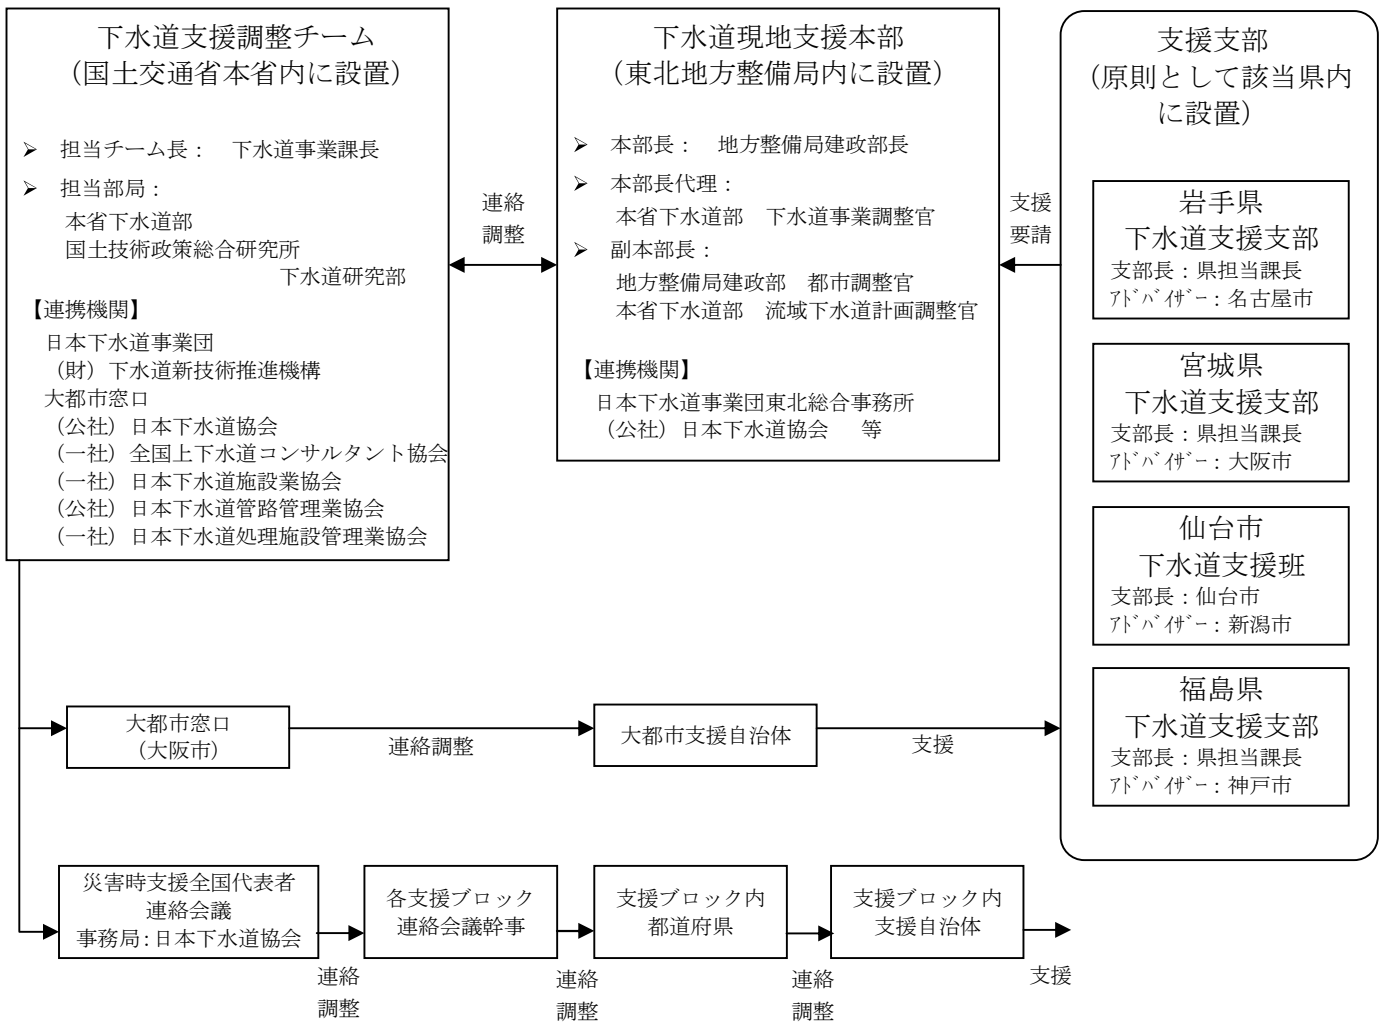 下水道支援調整チーム
（国土交通省本省内に設置）
➢ 担当チーム長： 下水道事業課長
➢ 担当部局：
本省下水道部
国土技術政策総合研究所
下水道研究部
【連携機関】
日本下水道事業団
（財）下水道新技術推進機構
大都市窓口
（公社）日本下水道協会
（一社）全国上下水道コンサルタント協会
（一社）日本下水道施設業協会
（公社）日本下水道管路管理業協会
（一社）日本下水道処理施設管理業協会
連絡
調整
下水道現地支援本部
（東北地方整備局内に設置）
➢ 本部長： 地方整備局建政部長
➢ 本部長代理：
本省下水道部 下水道事業調整官
➢ 副本部長：
地方整備局建政部 都市調整官
本省下水道部 流域下水道計画調整官
【連携機関】
日本下水道事業団東北総合事務所
（公社）日本下水道協会 等
支援
要請
支援支部
（原則として該当県内
に設置）
岩手県
下水道支援支部
支部長：県担当課長
ｱﾄﾞﾊﾞｲｻﾞｰ：名古屋市
宮城県
下水道支援支部
支部長：県担当課長
ｱﾄﾞﾊﾞｲｻﾞｰ：大阪市
仙台市
下水道支援班
支部長：仙台市
ｱﾄﾞﾊﾞｲｻﾞｰ：新潟市
福島県
下水道支援支部
支部長：県担当課長
ｱﾄﾞﾊﾞｲｻﾞｰ：神戸市
大都市窓口
（大阪市）
連絡調整
大都市支援自治体
支援
災害時支援全国代表者
連絡会議
事務局：日本下水道協会
連絡
調整
各支援ブロック
連絡会議幹事
連絡
調整
支援ブロック内
都道府県
連絡
調整
支援ブロック内
支援自治体
支援